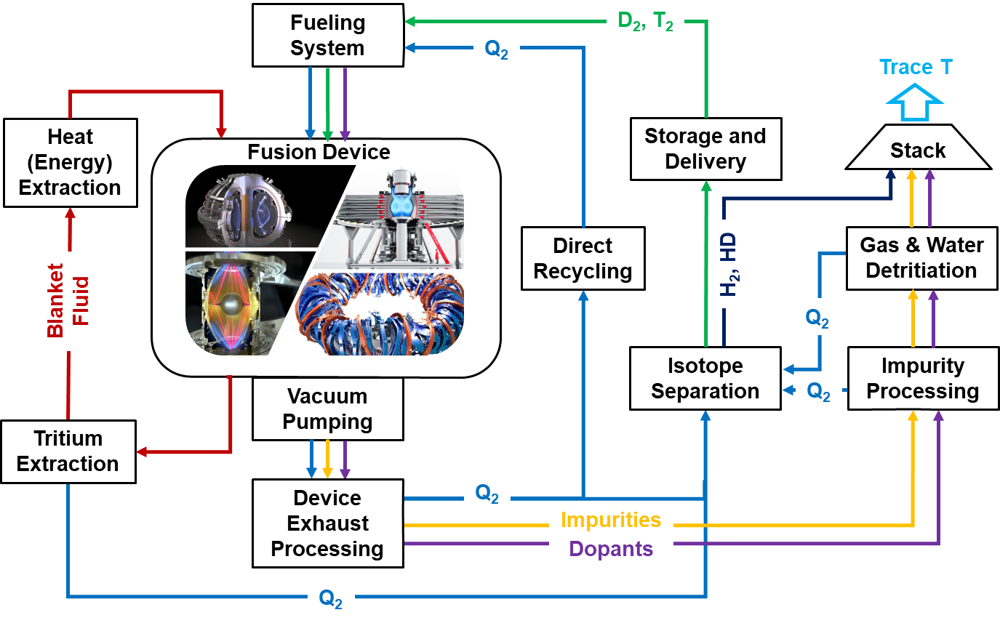 Fueling
System
D₂, T₂
Q₂
Trace T
Heat
(Energy)
Extraction
Storage and
Delivery
Stack
Fusion Device
Blanket
Fluid
Direct
Recycling
H₂, HD
Gas & Water
Detritiation
Q₂
Vacuum
Pumping
Isotope
Separation
Q₂
Impurity
Processing
Tritium
Extraction
Device
Exhaust
Processing
Q₂
Impurities
Dopants
Q₂